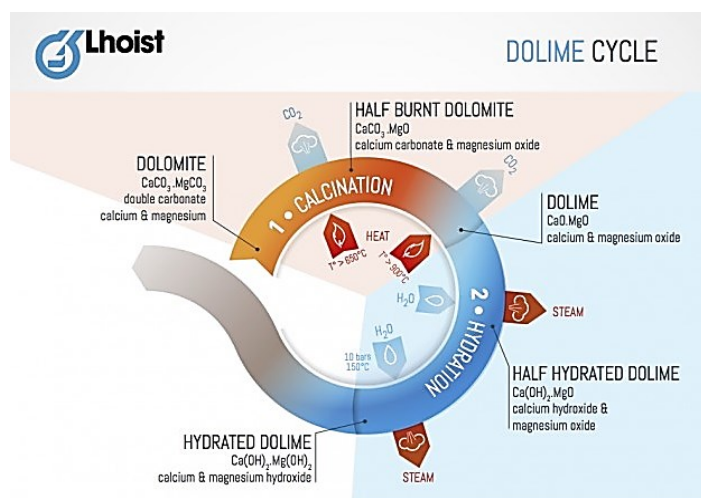 Lhoist
DOLIME CYCLE
CO₂
HALF BURNT DOLOMITE
CaCO₃.MgO
calcium carbonate & magnesium oxide
CO₂
DOLOMITE
CaCO₃.MgCO₃
double carbonate
calcium & magnesium
1 • CALCINATION
HEAT
T° > 650°C
T° > 900°C
DOLIME
CaO.MgO
calcium & magnesium oxide
H₂O
2 • HYDRATION
STEAM
H₂O
10 bars
150°C
HALF HYDRATED DOLIME
Ca(OH)₂.MgO
calcium hydroxide &
magnesium oxide
HYDRATED DOLIME
Ca(OH)₂.Mg(OH)₂
calcium & magnesium hydroxide
STEAM